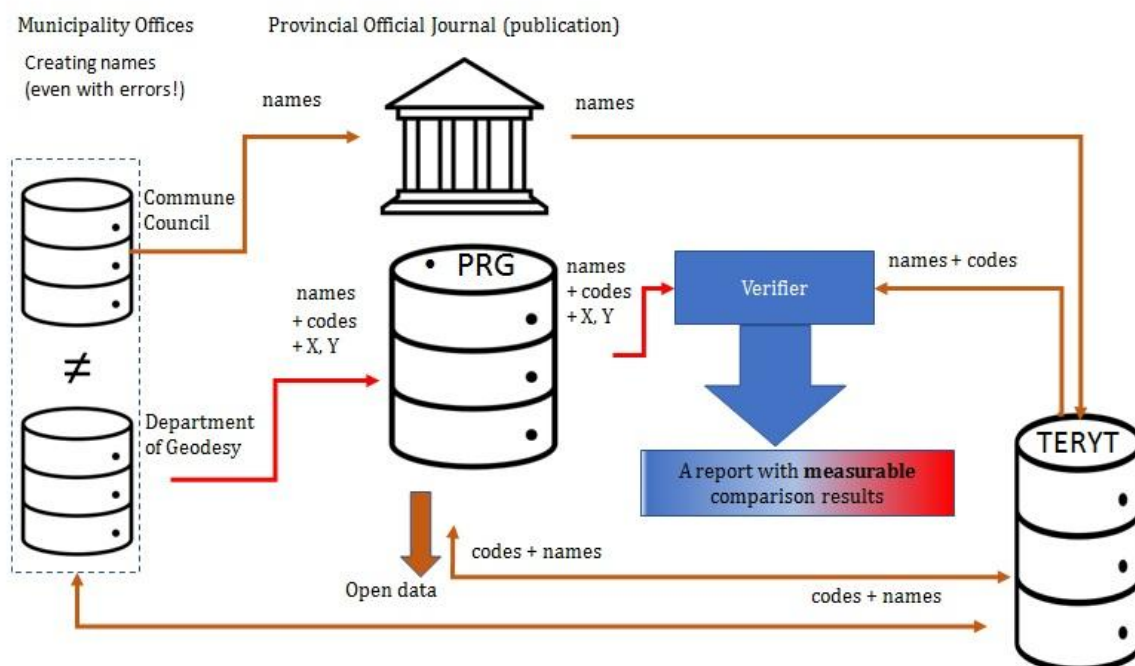 Municipality Offices
Provincial Official Journal (publication)
Creating names
(even with errors!)
names
names
Commune
Council
PRG
names
+ codes
+ X, Y
names
+ codes
+ X, Y
Verifier
names + codes
≠
Department
of Geodesy
TERYT
A report with measurable
comparison results
codes + names
Open data
codes + names